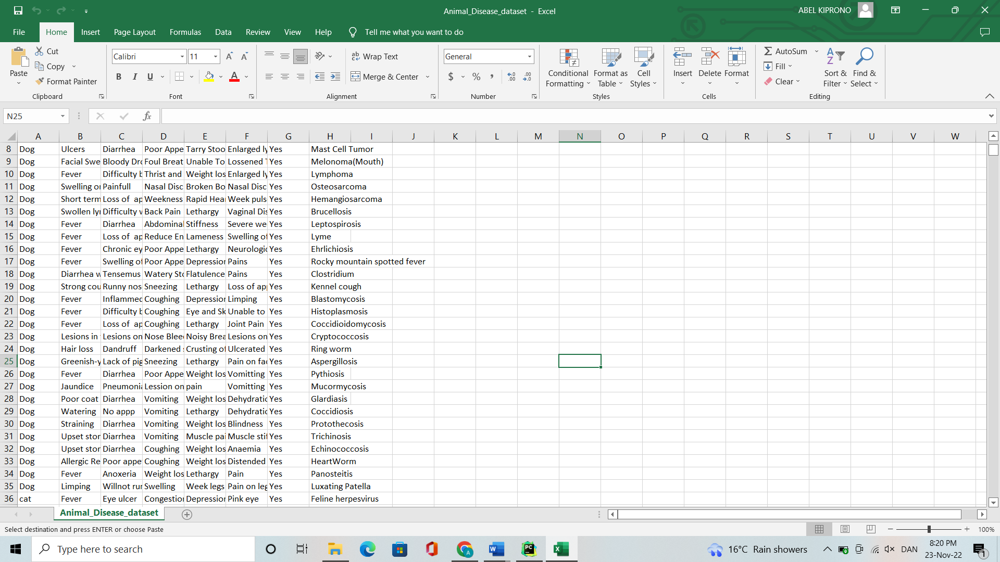 Animal_Disease_dataset - Excel
ABEL KIPRONO
File Home Insert Page Layout Formulas Data Review View Help Tell me what you want to do
Paste
Cut
Copy
Format Painter
Clipboard
Calibri 11
B I U
Font
Wrap Text
Merge & Center
Alignment
General
$ % ,
Number
Conditional Formatting
Format as Table
Cell Styles
Styles
Insert Delete Format
Cells
AutoSum
Fill
Clear
Sort & Filter
Find & Select
Editing
N25 fx
A B C D E F G H I J K L M N O P Q R S T U V W
8 Dog Ulcers Diarrhea Poor Appe Tarry Stoo Enlarged ly Yes Mast Cell Tumor
9 Dog Facial Swe Bloody Dro Foul Breat Unable To Lossened T Yes Melonoma(Mouth)
10 Dog Fever Difficulty b Thrist and Weight los Enlarged ly Yes Lymphoma
11 Dog Swelling or Painfull Nasal Disc Broken Bo Nasal Disc Yes Osteosarcoma
12 Dog Short term Loss of ap Weekness Rapid Hear Week puls Yes Hemangiosarcoma
13 Dog Swollen lyr Difficulty w Back Pain Lethargy Vaginal Dis Yes Brucellosis
14 Dog Fever Diarrhea Abdominal Stiffness Severe we Yes Leptospirosis
15 Dog Fever Loss of ap Reduce En Lameness Swelling of Yes Lyme
16 Dog Fever Chronic ey Poor Appe Lethargy Neurologic Yes Ehrlichiosis
17 Dog Fever Swelling of Poor Appe Depression Pains Yes Rocky mountain spotted fever
18 Dog Diarrhea w Tensemus Watery Sto Flatulence Pains Yes Clostridium
19 Dog Strong cou Runny nos Sneezing Lethargy Loss of app Yes Kennel cough
20 Dog Fever Inflammed Coughing Depression Limping Yes Blastomycosis
21 Dog Fever Difficulty b Coughing Eye and Sk Unable to Yes Histoplasmosis
22 Dog Fever Loss of ap Coughing Lethargy Joint Pain Yes Coccidioidomycosis
23 Dog Lesions in Lesions on Nose Blee Noisy Brea Lesions on Yes Cryptococcosis
24 Dog Hair loss Dandruff Darkened Crusting of Ulcerated Yes Ring worm
25 Dog Greenish-y Lack of pig Sneezing Lethargy Pain on fac Yes Aspergillosis
26 Dog Fever Diarrhea Poor Appe Weight los Vomitting Yes Pythiosis
27 Dog Jaundice Pneumonia Lession on pain Vomitting Yes Mucormycosis
28 Dog Poor coat Diarrhea Vomiting Weight los Dehydratic Yes Glardiasis
29 Dog Watering No appp Vomiting Lethargy Dehydratic Yes Coccidiosis
30 Dog Straining Diarrhea Vomiting Weight los Blindness Yes Protothecosis
31 Dog Upset stor Diarrhea Vomiting Muscle pai Muscle stif Yes Trichinosis
32 Dog Upset stor Diarrhea Coughing Weight los Anaemia Yes Echinococcosis
33 Dog Allergic Re Poor appe Coughing Weight los Distended Yes HeartWorm
34 Dog Fever Anoxeria Weight los Lethargy Pain Yes Panosteitis
35 Dog Limping Willnot rur Swelling Week legs Pain on leg Yes Luxating Patella
36 cat Fever Eye ulcer Congestion Depression Pink eye Yes Feline herpesvirus
Animal_Disease_dataset
Select destination and press ENTER or choose Paste
100%
Type here to search
16°C Rain showers
DAN
8:20 PM
23-Nov-22
1